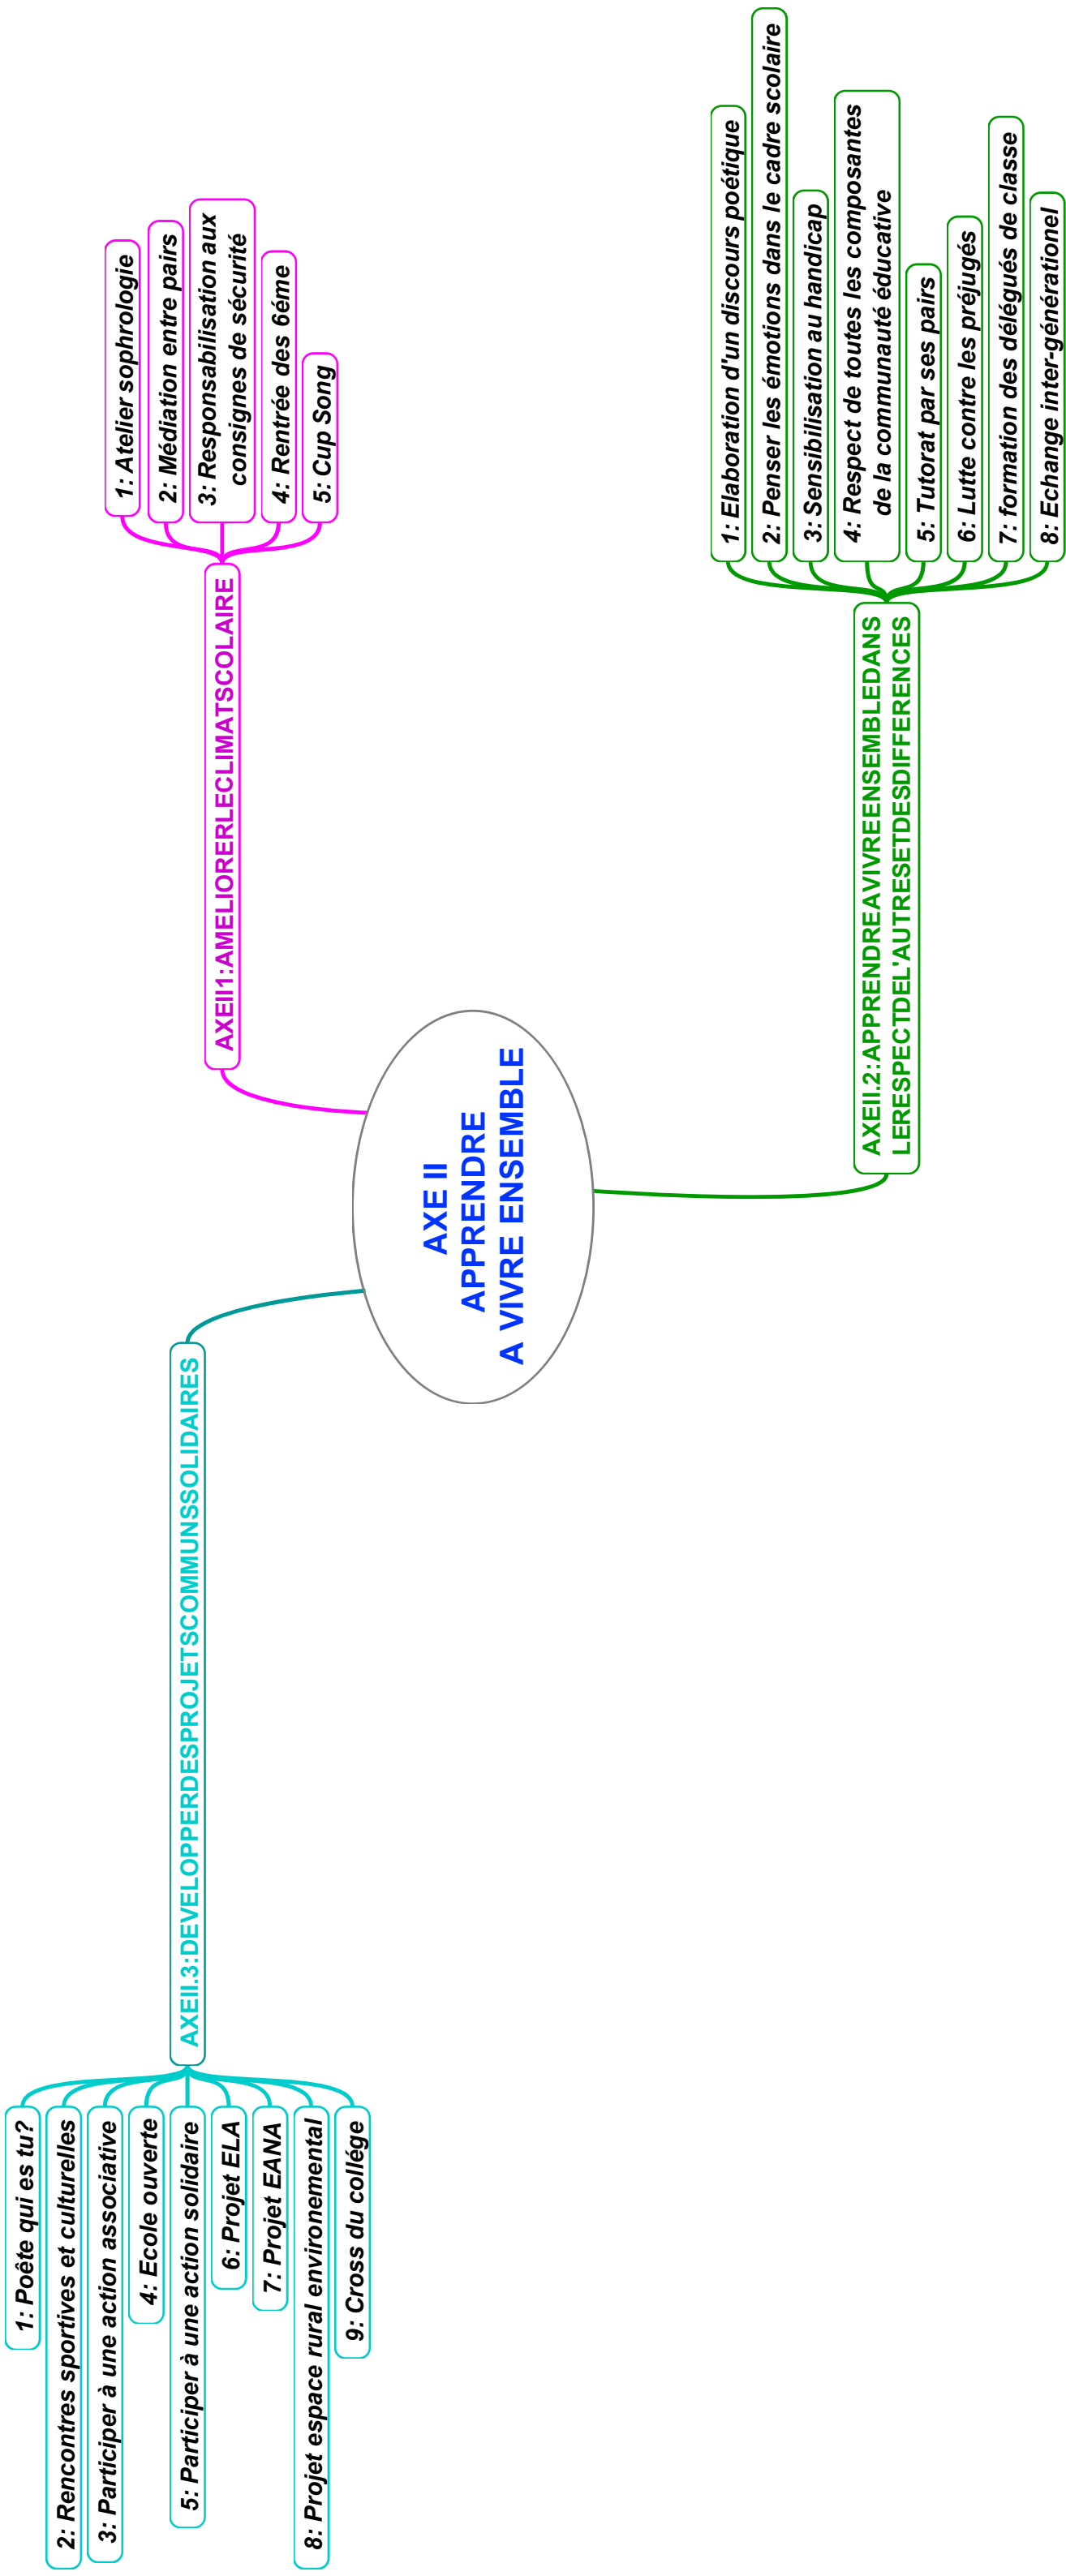 AXE II
APPRENDRE
A VIVRE ENSEMBLE
AXEII1:AMELIORERLECLIMATSCOLAIRE
1: Atelier sophrologie
2: Médiation entre pairs
3: Responsabilisation aux
consignes de sécurité
4: Rentrée des 6éme
5: Cup Song
AXEII.2:APPRENDREAVIVREENSEMBLEDANS
LERESPECTDEL'AUTRESETDESDIFFERENCES
1: Elaboration d'un discours poétique
2: Penser les émotions dans le cadre scolaire
3: Sensibilisation au handicap
4: Respect de toutes les composantes
de la communauté éducative
5: Tutorat par ses pairs
6: Lutte contre les préjugés
7: formation des délégués de classe
8: Echange inter-générationel
AXEII.3:DEVELOPPERDESPROJETSCOMMUNSSOLIDAIRES
1: Poête qui es tu?
2: Rencontres sportives et culturelles
3: Participer à une action associative
4: Ecole ouverte
5: Participer à une action solidaire
6: Projet ELA
7: Projet EANA
8: Projet espace rural environemental
9: Cross du collége